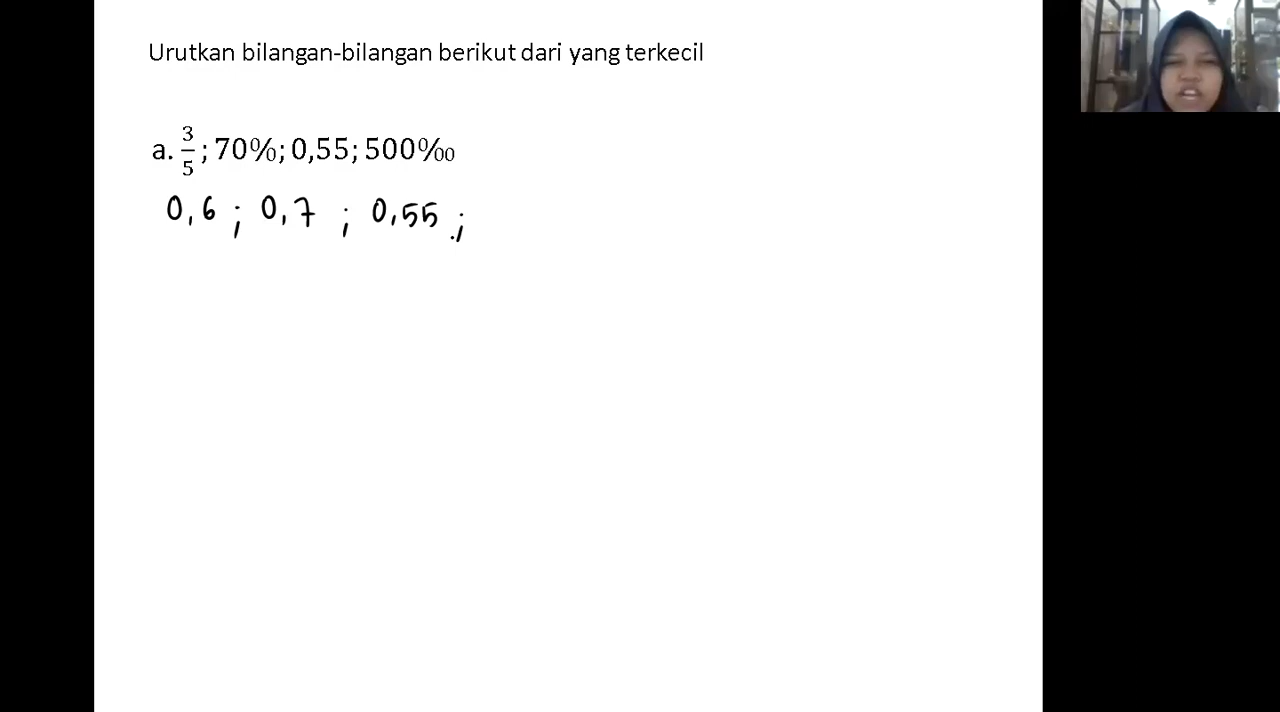 Urutkan bilangan-bilangan berikut dari yang terkecil
a. 3/5; 70%; 0,55; 500‰
0,6 ; 0,7 ; 0,55 ;